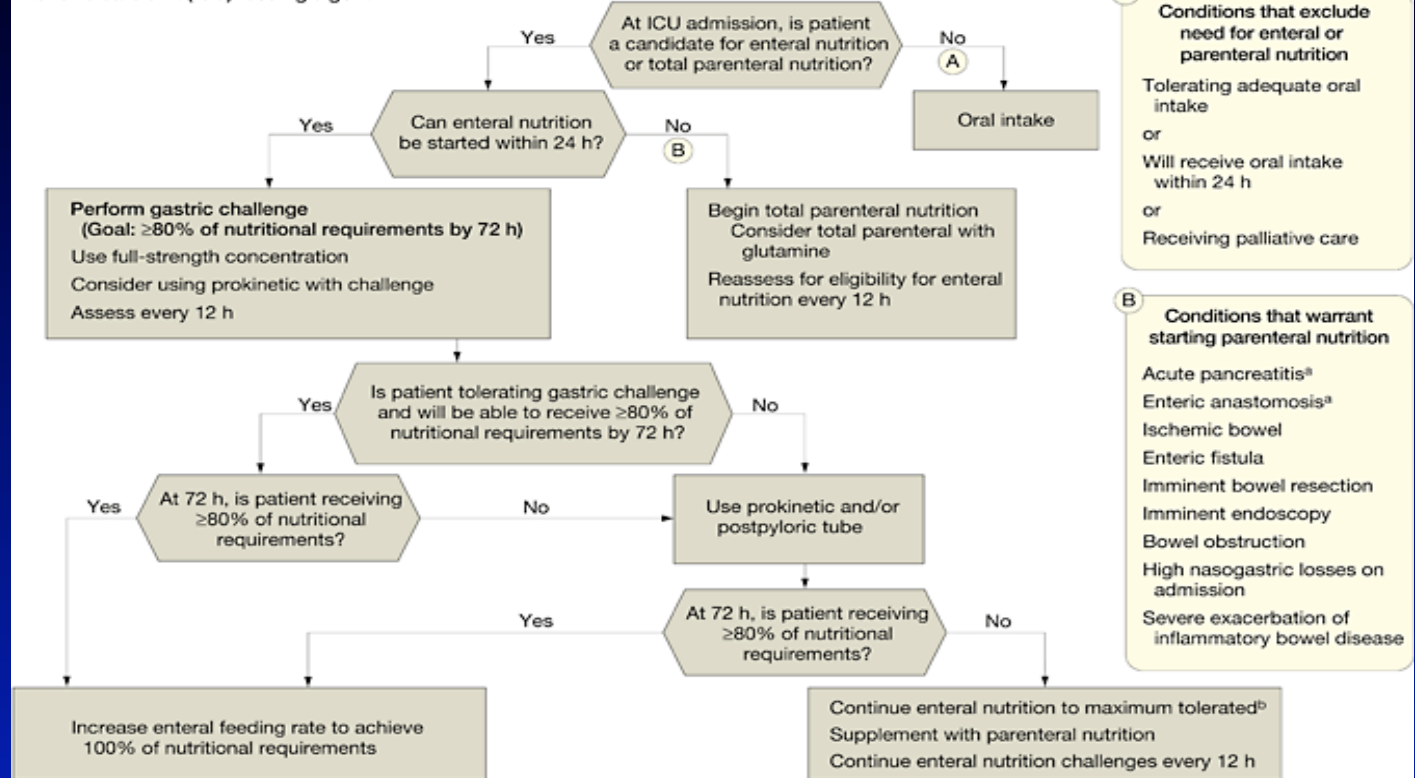 At ICU admission, is patient
a candidate for enteral nutrition
or total parenteral nutrition?
Yes
No
A
Oral intake
Can enteral nutrition
be started within 24 h?
Yes
No
B
Perform gastric challenge
(Goal: ≥80% of nutritional requirements by 72 h)
Use full-strength concentration
Consider using prokinetic with challenge
Assess every 12 h
Begin total parenteral nutrition
Consider total parenteral with
glutamine
Reassess for eligibility for enteral
nutrition every 12 h
Is patient tolerating gastric challenge
and will be able to receive ≥80% of
nutritional requirements by 72 h?
Yes
No
At 72 h, is patient receiving
≥80% of nutritional
requirements?
Yes
No
Use prokinetic and/or
postpyloric tube
At 72 h, is patient receiving
≥80% of nutritional
requirements?
Yes
No
Increase enteral feeding rate to achieve
100% of nutritional requirements
Continue enteral nutrition to maximum toleratedᵇ
Supplement with parenteral nutrition
Continue enteral nutrition challenges every 12 h
Conditions that exclude
need for enteral or
parenteral nutrition
Tolerating adequate oral
intake
or
Will receive oral intake
within 24 h
or
Receiving palliative care
B
Conditions that warrant
starting parenteral nutrition
Acute pancreatitisᵃ
Enteric anastomosisᵃ
Ischemic bowel
Enteric fistula
Imminent bowel resection
Imminent endoscopy
Bowel obstruction
High nasogastric losses on
admission
Severe exacerbation of
inflammatory bowel disease